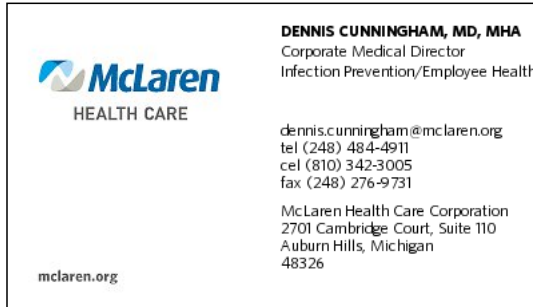 McLaren
HEALTH CARE
mclaren.org
DENNIS CUNNINGHAM, MD, MHA
Corporate Medical Director
Infection Prevention/Employee Health
dennis.cunningham@mclaren.org
tel (248) 484-4911
cel (810) 342-3005
fax (248) 276-9731
McLaren Health Care Corporation
2701 Cambridge Court, Suite 110
Auburn Hills, Michigan
48326